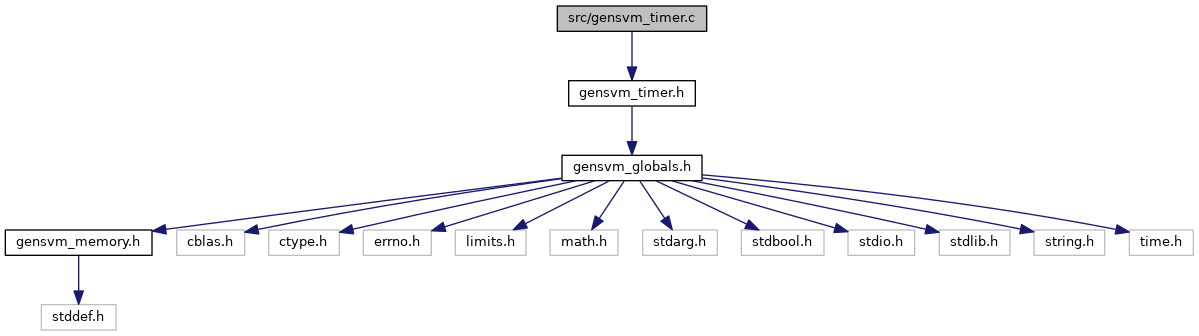 src/gensvm_timer.c
gensvm_timer.h
gensvm_globals.h
gensvm_memory.h
cblas.h
ctype.h
errno.h
limits.h
math.h
stdarg.h
stdbool.h
stdio.h
stdlib.h
string.h
time.h
stddef.h